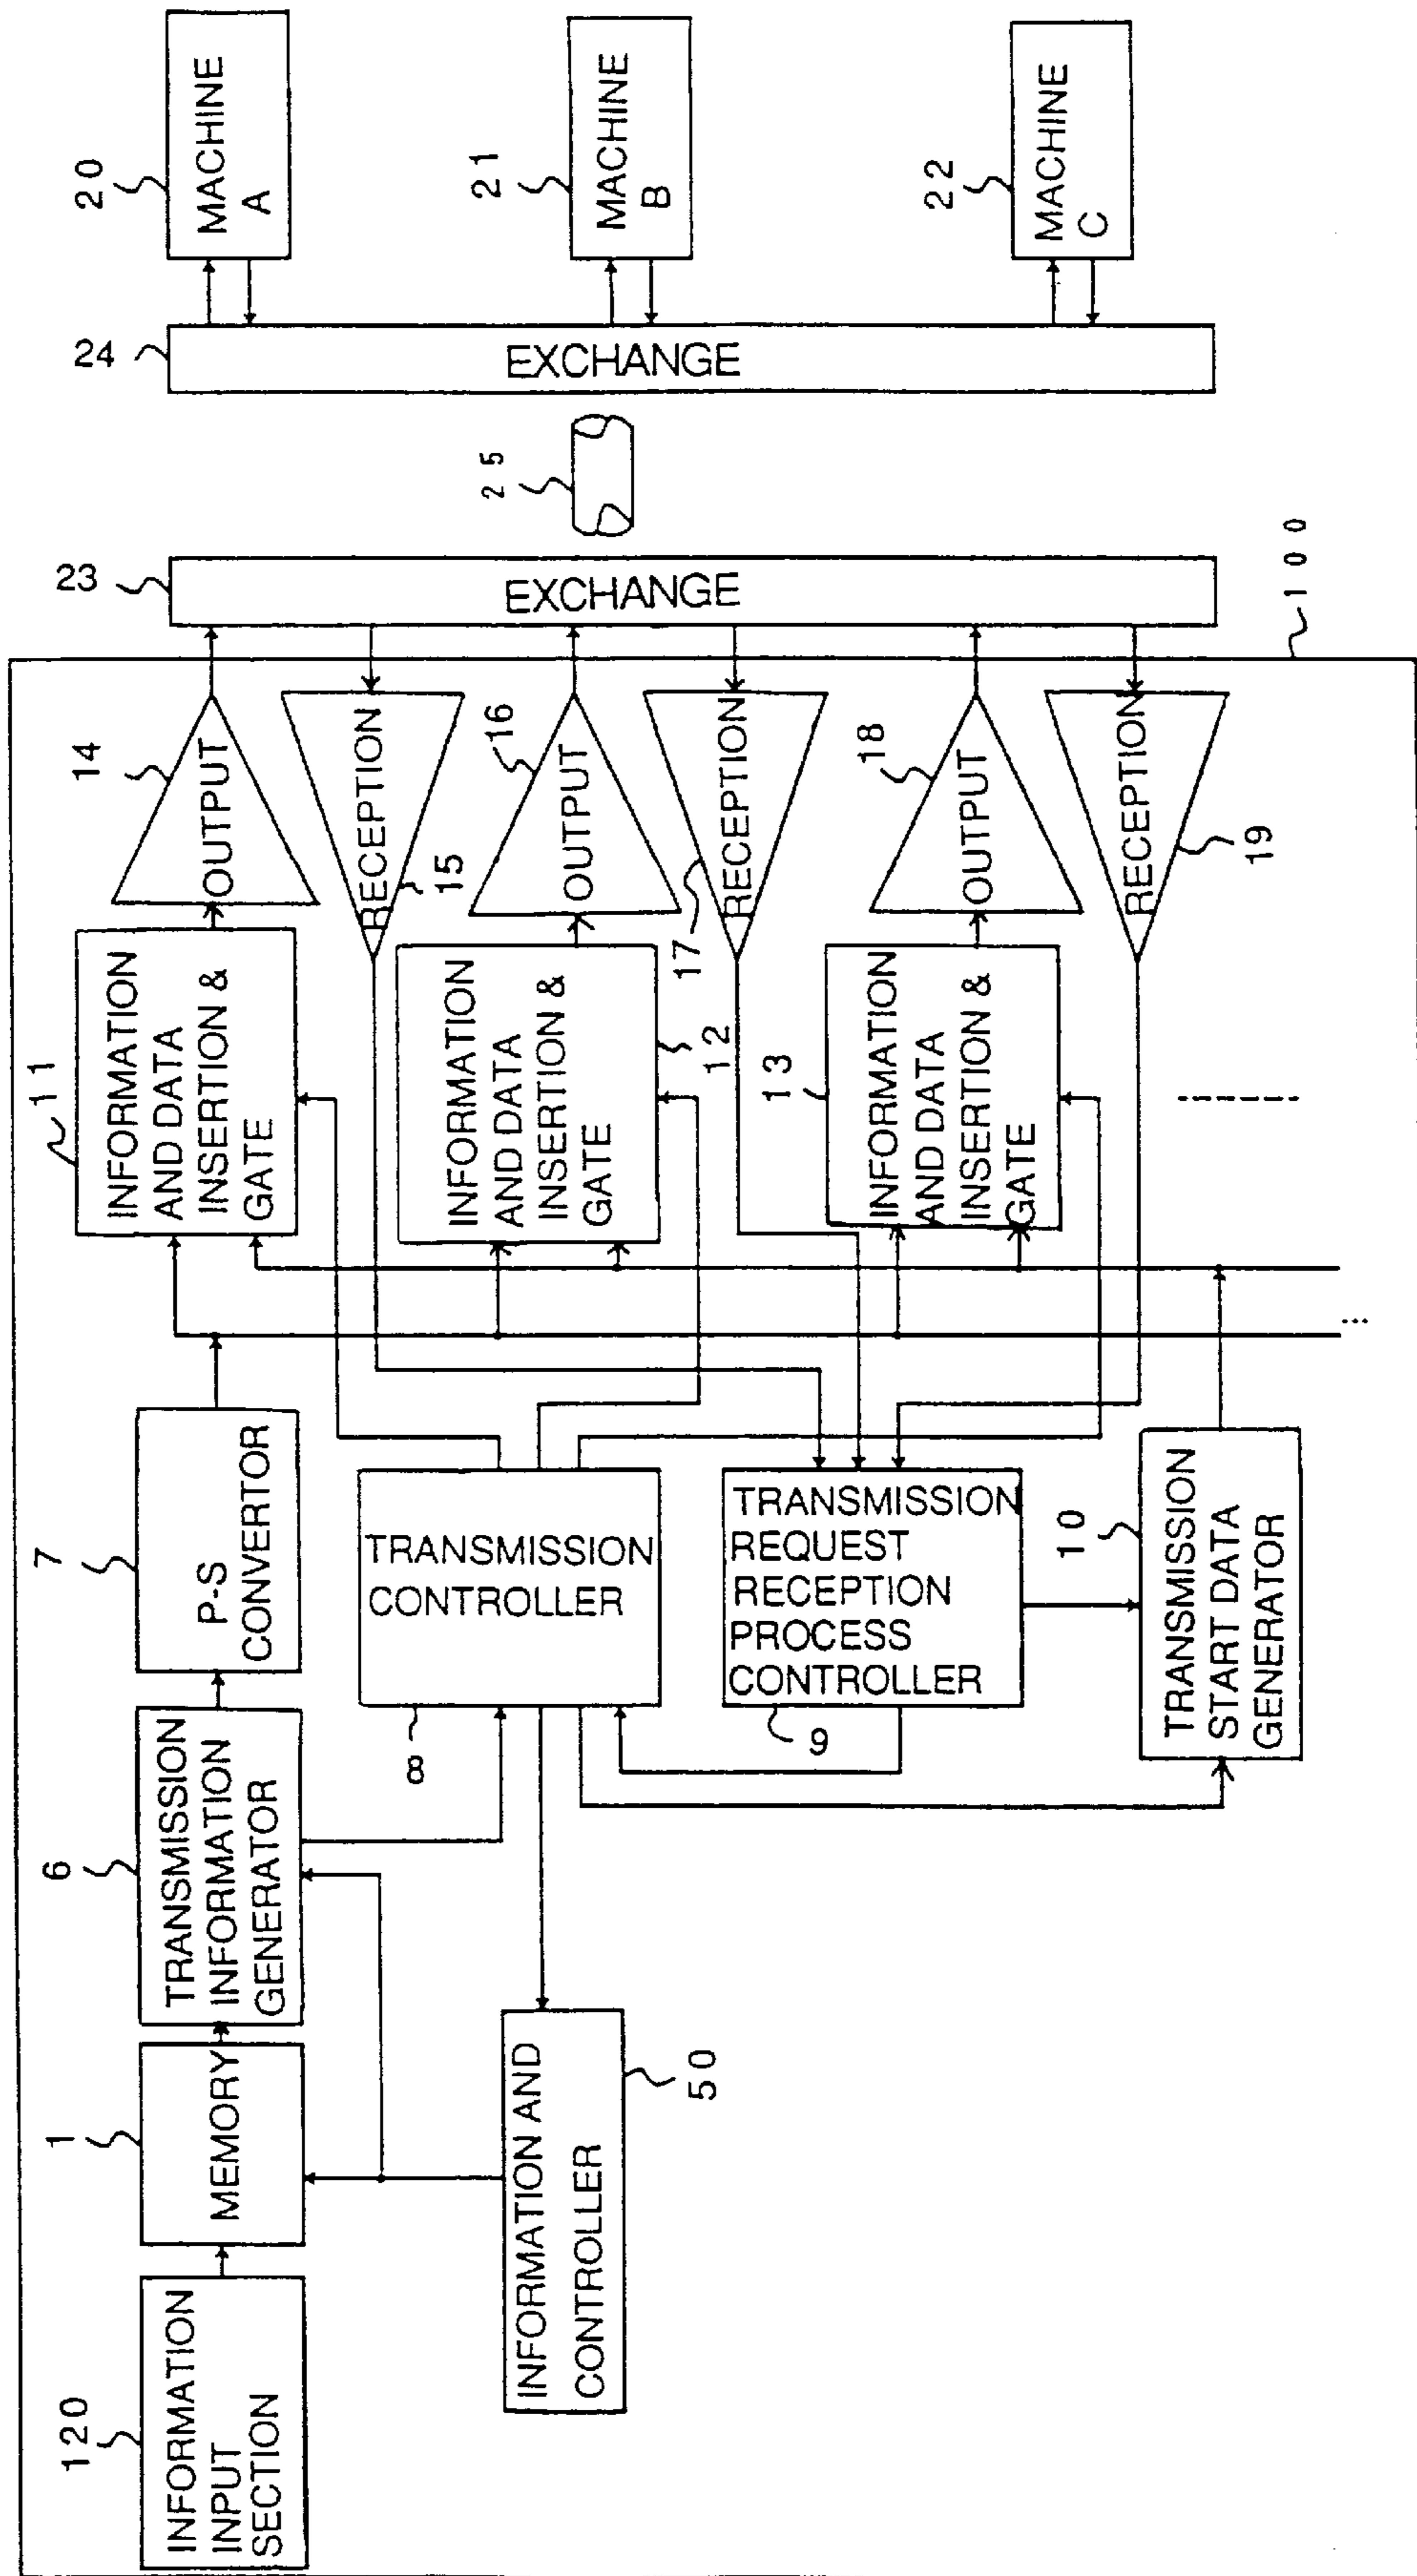 120
INFORMATION
INPUT
SECTION
1
MEMORY
6
TRANSMISSION
INFORMATION
GENERATOR
7
P-S
CONVERTOR
11
INFORMATION
AND DATA
INSERTION &
GATE
14
OUTPUT
23
EXCHANGE
24
EXCHANGE
20
MACHINE
A
RECEPTION
15
INFORMATION AND
CONTROLLER
50
TRANSMISSION
CONTROLLER
8
INFORMATION
AND DATA
INSERTION &
GATE
12
16
OUTPUT
25
21
MACHINE
B
17
RECEPTION
TRANSMISSION
REQUEST
RECEPTION
PROCESS
CONTROLLER
9
13
INFORMATION
AND DATA
INSERTION &
GATE
18
OUTPUT
22
MACHINE
C
10
TRANSMISSION
START DATA
GENERATOR
RECEPTION
19
100